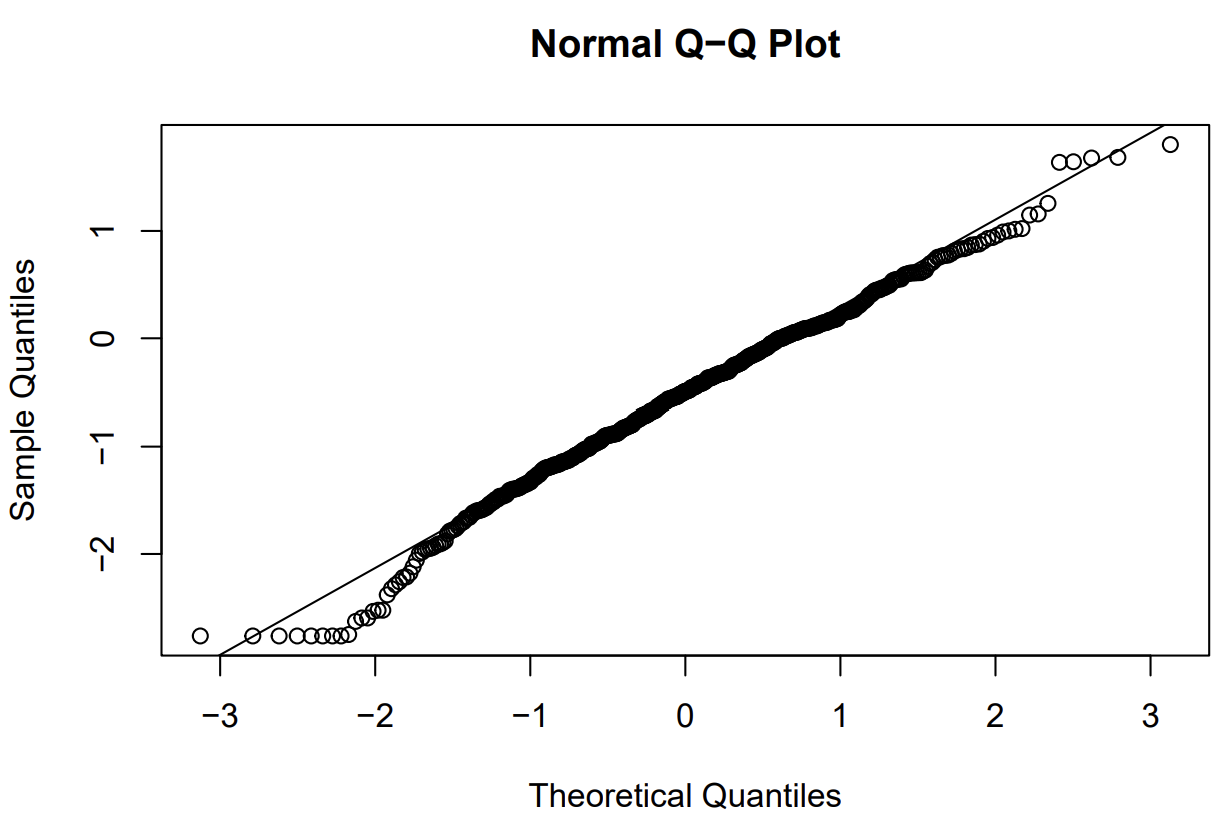 Normal Q−Q Plot
Sample Quantiles
1
0
−1
−2
−3 −2 −1 0 1 2 3
Theoretical Quantiles